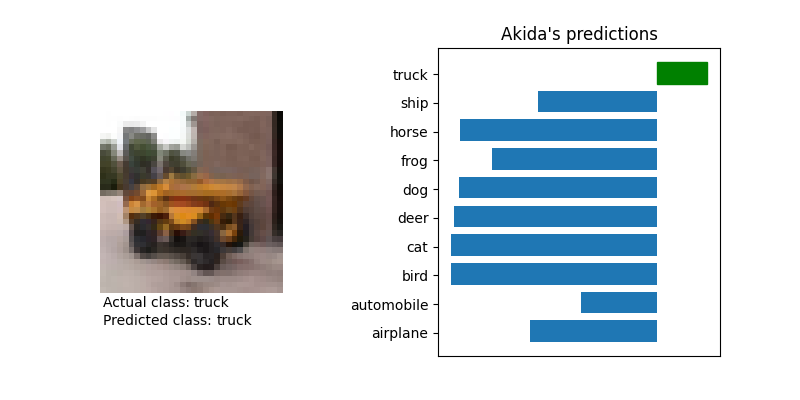 Akida's predictions
truck
ship
horse
frog
dog
deer
cat
bird
automobile
airplane
Actual class: truck
Predicted class: truck